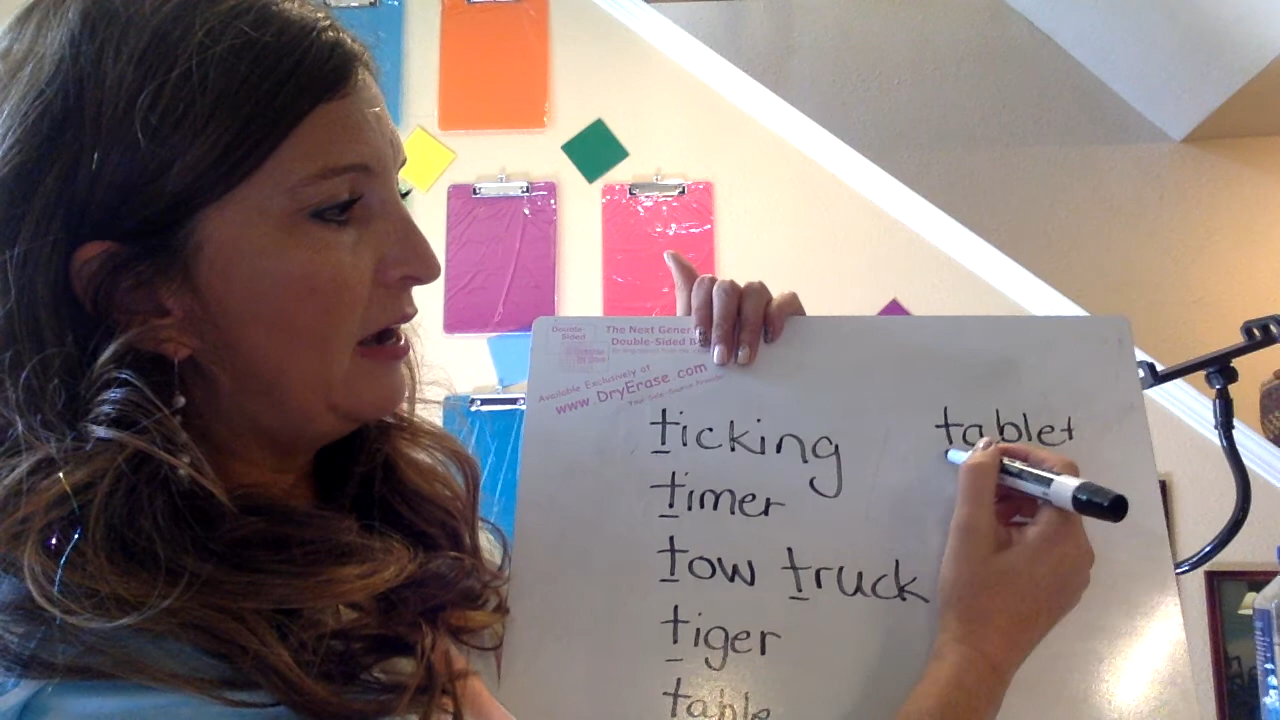 Double-Sided
The Next Gener
Double-Sided B
Available Exclusively at
www.DryErase.com
ticking
timer
tow truck
tiger
table
tablet